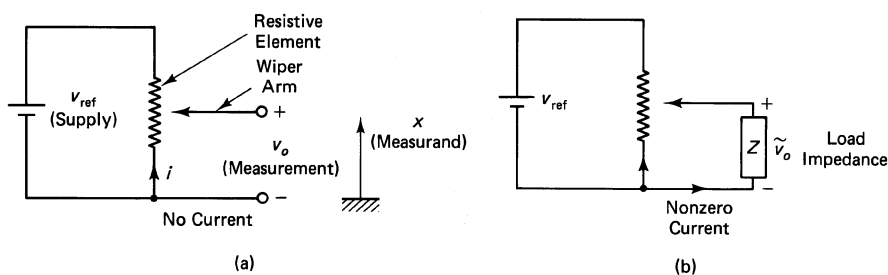 Resistive
Element
Wiper
Arm
v_ref
(Supply)
+
v_o
(Measurement)
i
−
No Current
x
(Measurand)
(a)
v_ref
+
Z
ṽ_o
Load
Impedance
−
Nonzero
Current
(b)